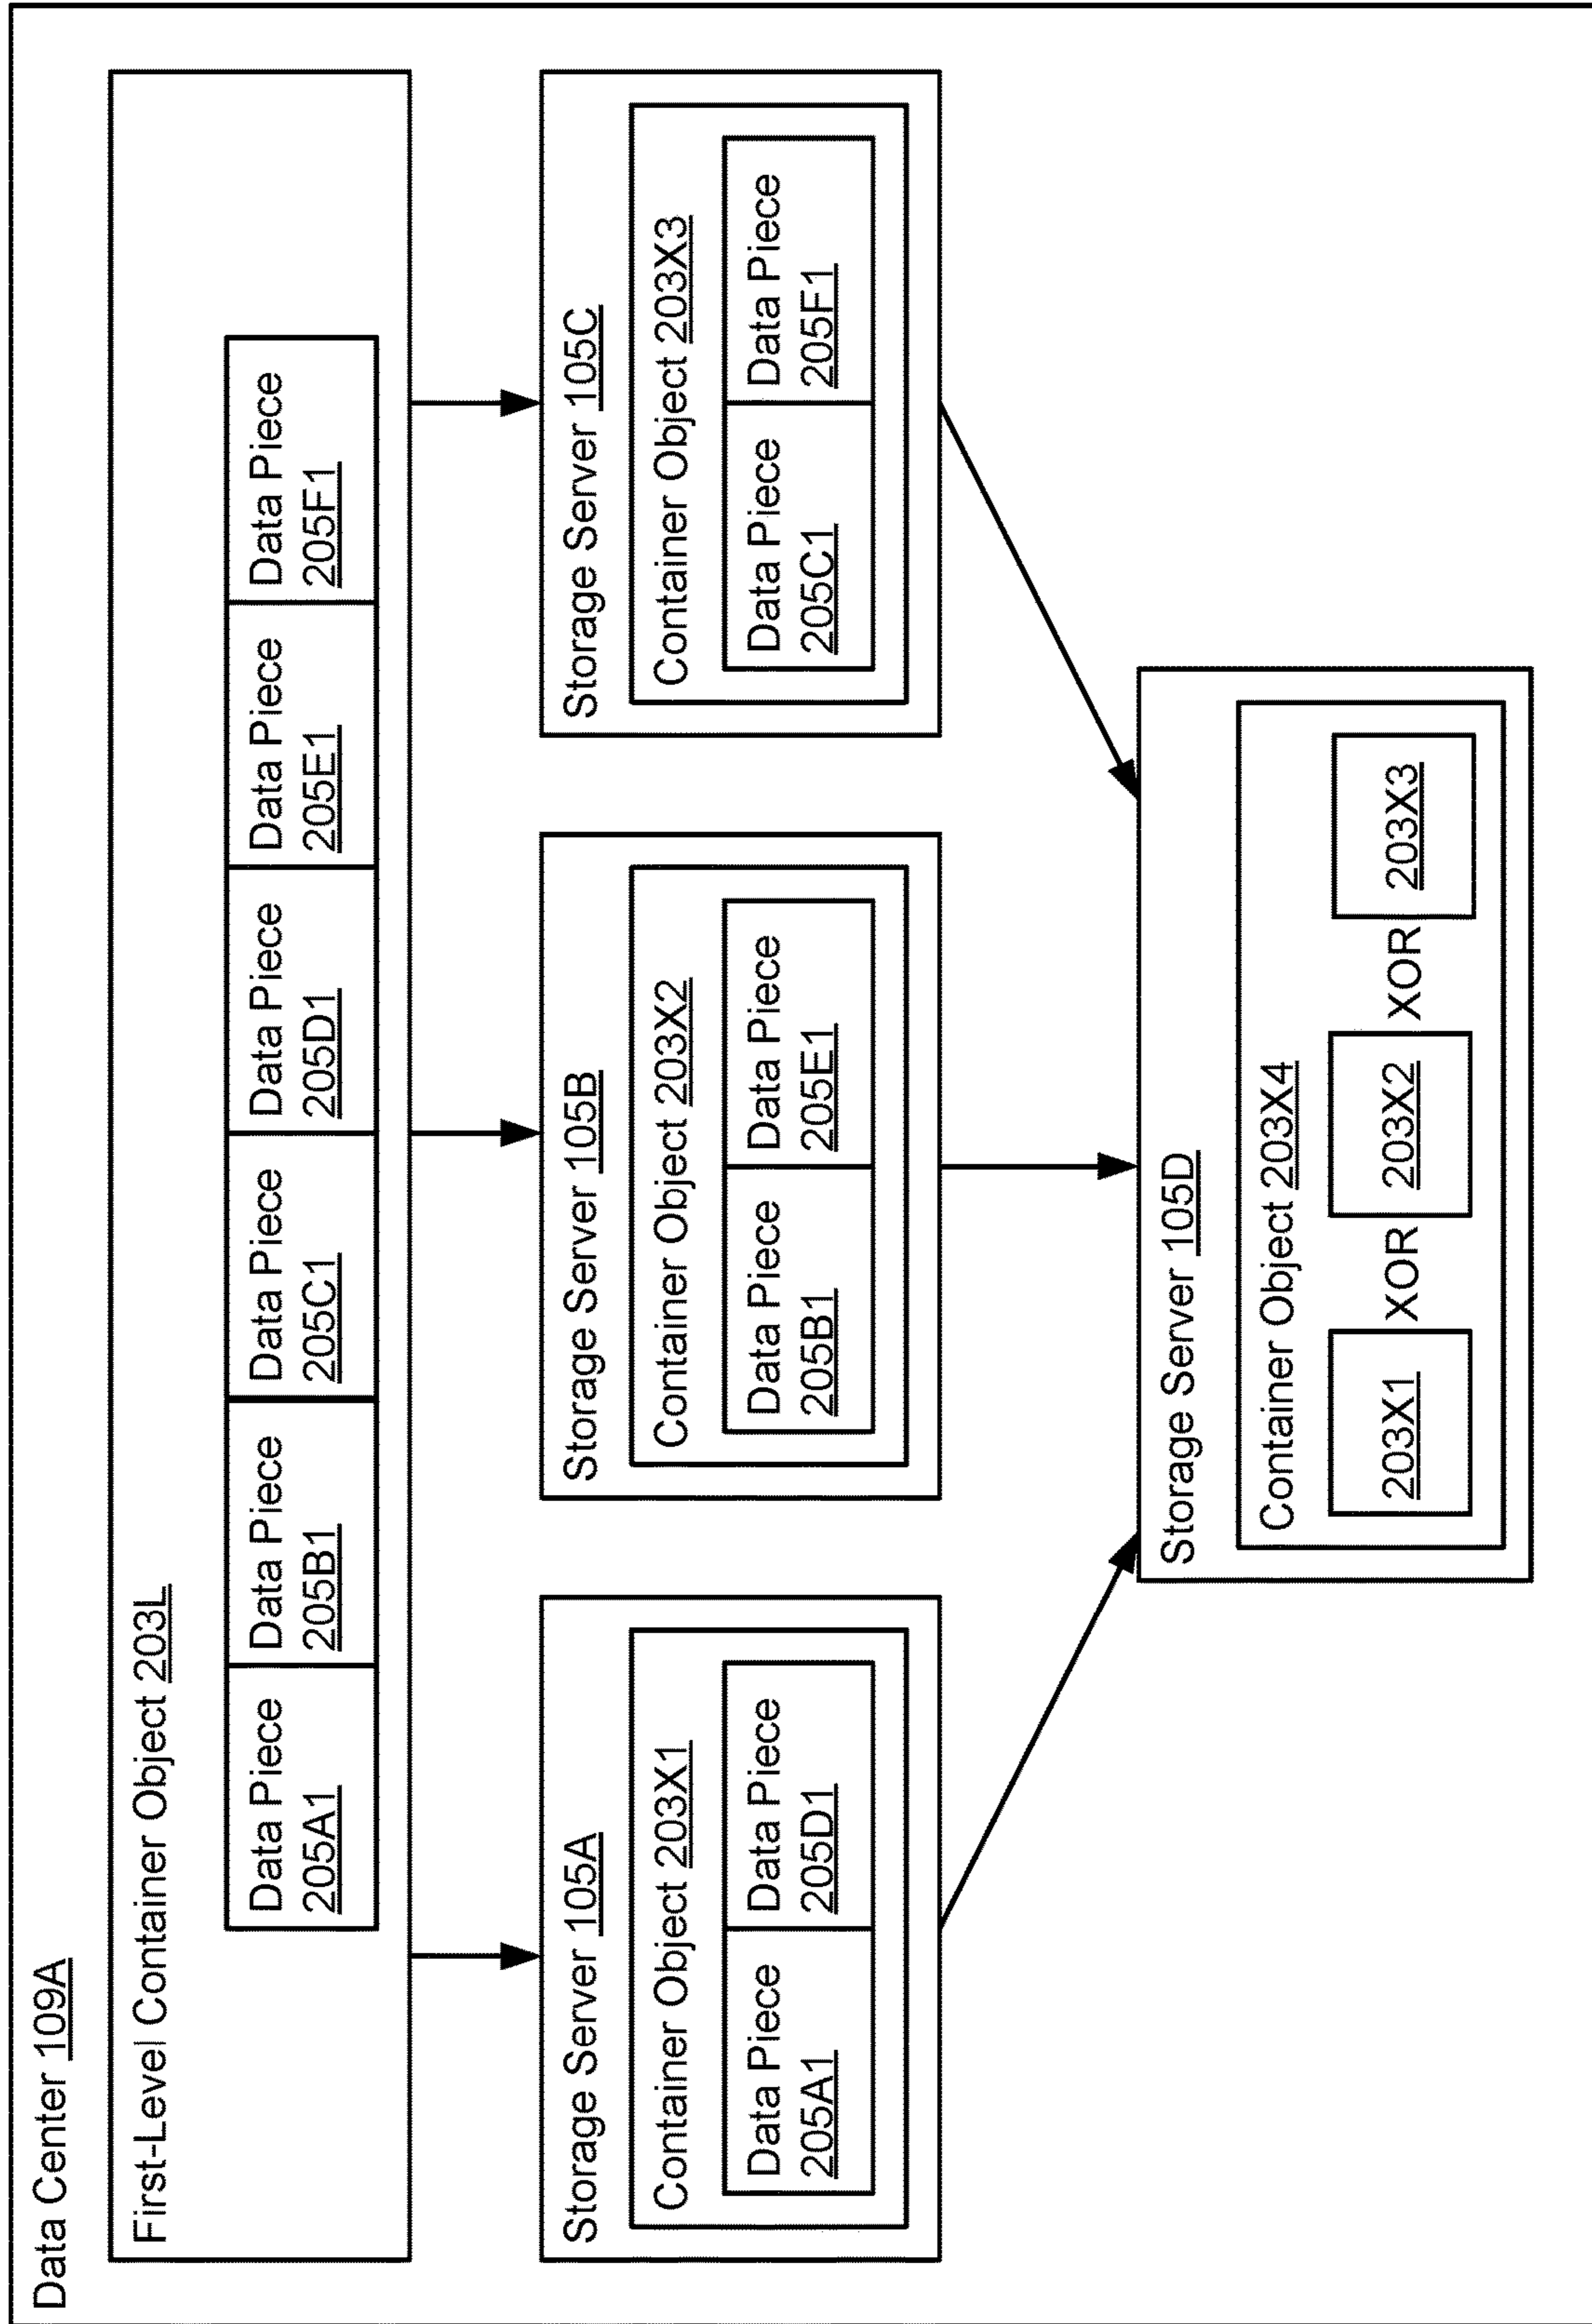 Data Center 109A
First-Level Container Object 203L
Data Piece
205A1
Data Piece
205B1
Data Piece
205C1
Data Piece
205D1
Data Piece
205E1
Data Piece
205F1
Storage Server 105A
Container Object 203X1
Data Piece
205A1
Data Piece
205D1
Storage Server 105B
Container Object 203X2
Data Piece
205B1
Data Piece
205E1
Storage Server 105C
Container Object 203X3
Data Piece
205C1
Data Piece
205F1
Storage Server 105D
Container Object 203X4
203X1 XOR 203X2 XOR 203X3